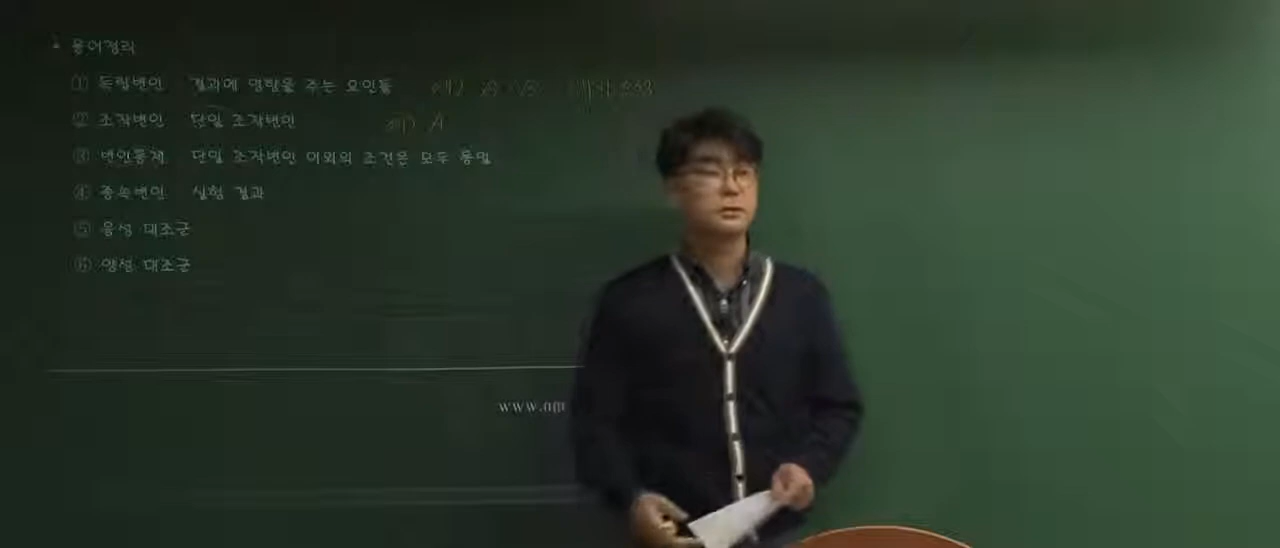 용어정리
① 독립변인 결과에 영향을 주는 요인들
② 조작변인 단일 조작변인 A
③ 변인통제 단일 조작변인 이외의 조건은 모두 동일
④ 종속변인 실험 결과
⑤ 음성 대조군
⑥ 양성 대조군
www.